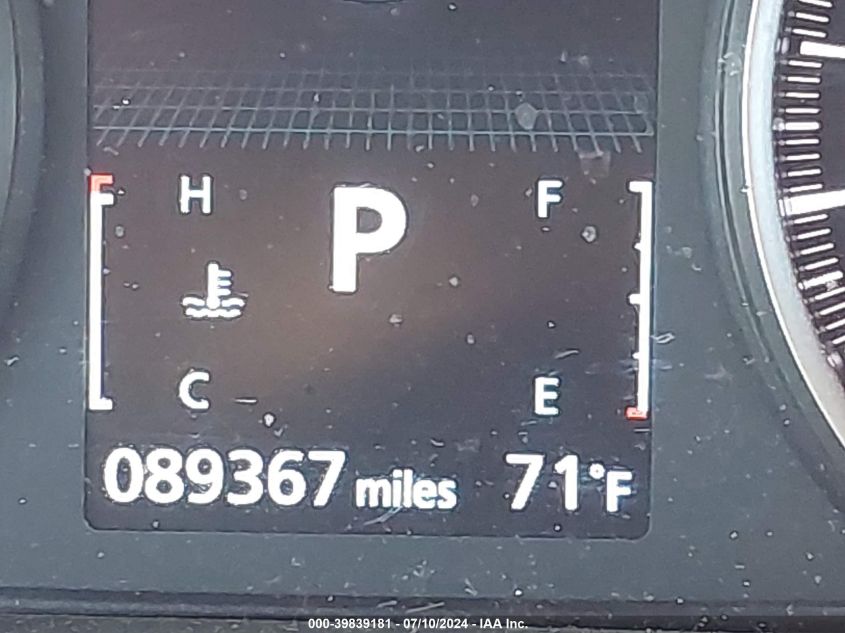 H P F
C E
089367 miles 71°F
000-39839181 - 07/10/2024 - IAA Inc.